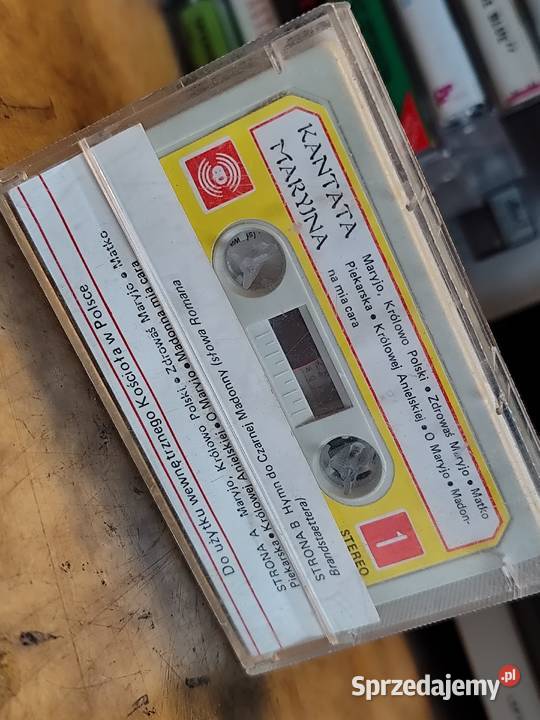 KANTATA
MARYJNA
Maryjo, Królowo Polski • Zdrowaś Maryjo • Matko
Piekarska • Królowej Anielskiej • O Maryjo • Madon-
na mia cara
STEREO
1
STRONA A Maryjo, Królowo Polski • Zdrowaś Maryjo • Matko
Piekarska • Królowej Anielskiej • O Maryjo • Madonna mia cara
STRONA B Hymn do Czarnej Madonny (słowa Romana
Brandstaettera)
Do użytku wewnętrznego Kościoła w Polsce
Sprzedajemy.pl